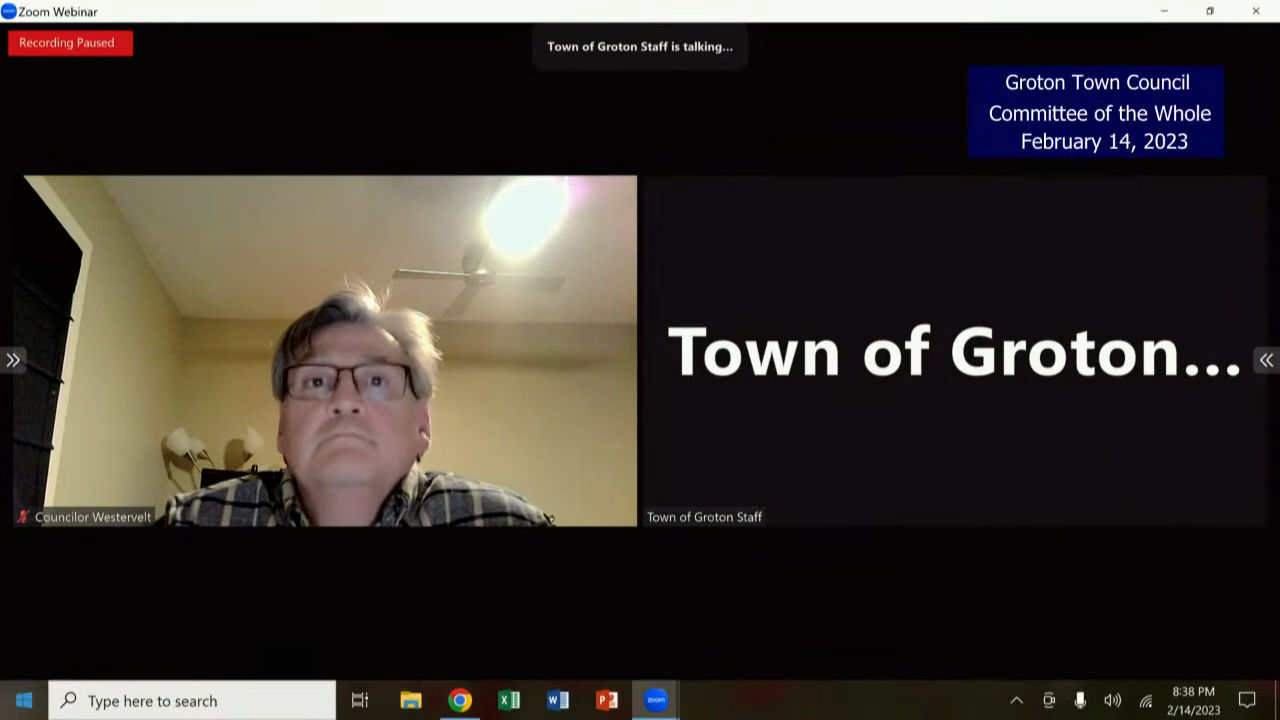 Zoom Webinar
Recording Paused
Town of Groton Staff is talking...
Groton Town Council
Committee of the Whole
February 14, 2023
Town of Groton...
Councilor Westervelt
Town of Groton Staff
Type here to search
zoom
8:38 PM
2/14/2023